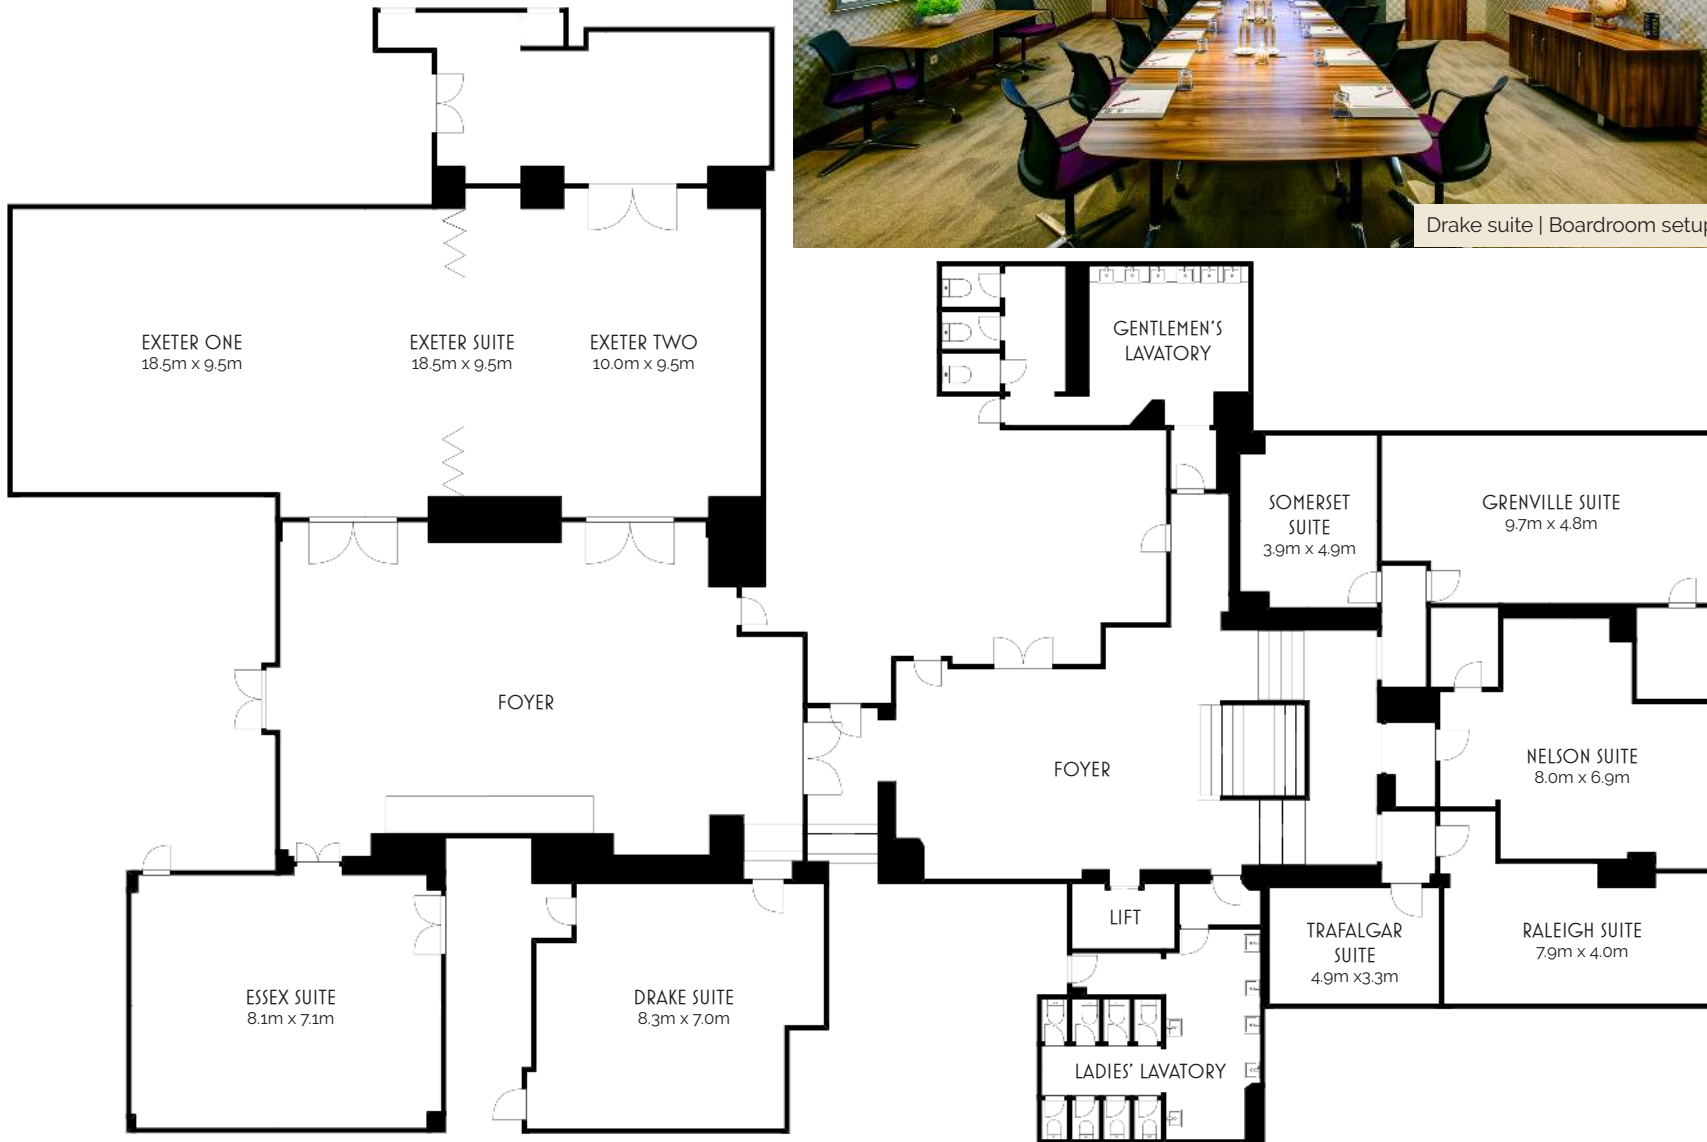 Drake suite | Boardroom setup
EXETER ONE
18.5m x 9.5m
EXETER SUITE
18.5m x 9.5m
EXETER TWO
10.0m x 9.5m
GENTLEMEN'S
LAVATORY
SOMERSET
SUITE
3.9m x 4.9m
GRENVILLE SUITE
9.7m x 4.8m
FOYER
FOYER
NELSON SUITE
8.0m x 6.9m
ESSEX SUITE
8.1m x 7.1m
DRAKE SUITE
8.3m x 7.0m
LIFT
TRAFALGAR
SUITE
4.9m x3.3m
RALEIGH SUITE
7.9m x 4.0m
LADIES' LAVATORY